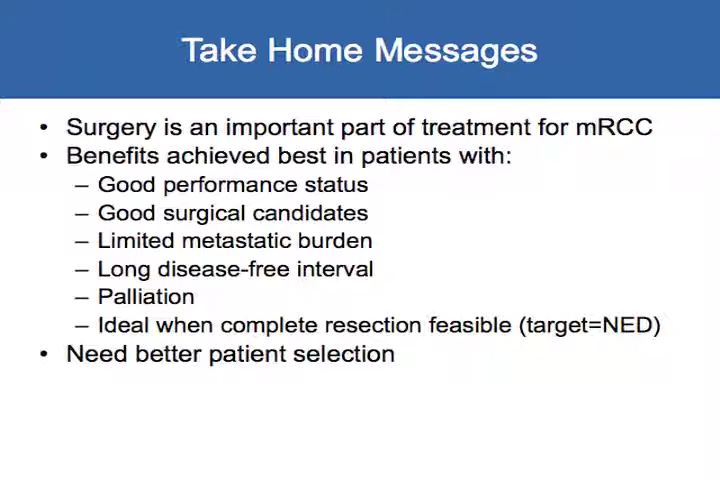 Take Home Messages
• Surgery is an important part of treatment for mRCC
• Benefits achieved best in patients with:
– Good performance status
– Good surgical candidates
– Limited metastatic burden
– Long disease-free interval
– Palliation
– Ideal when complete resection feasible (target=NED)
• Need better patient selection